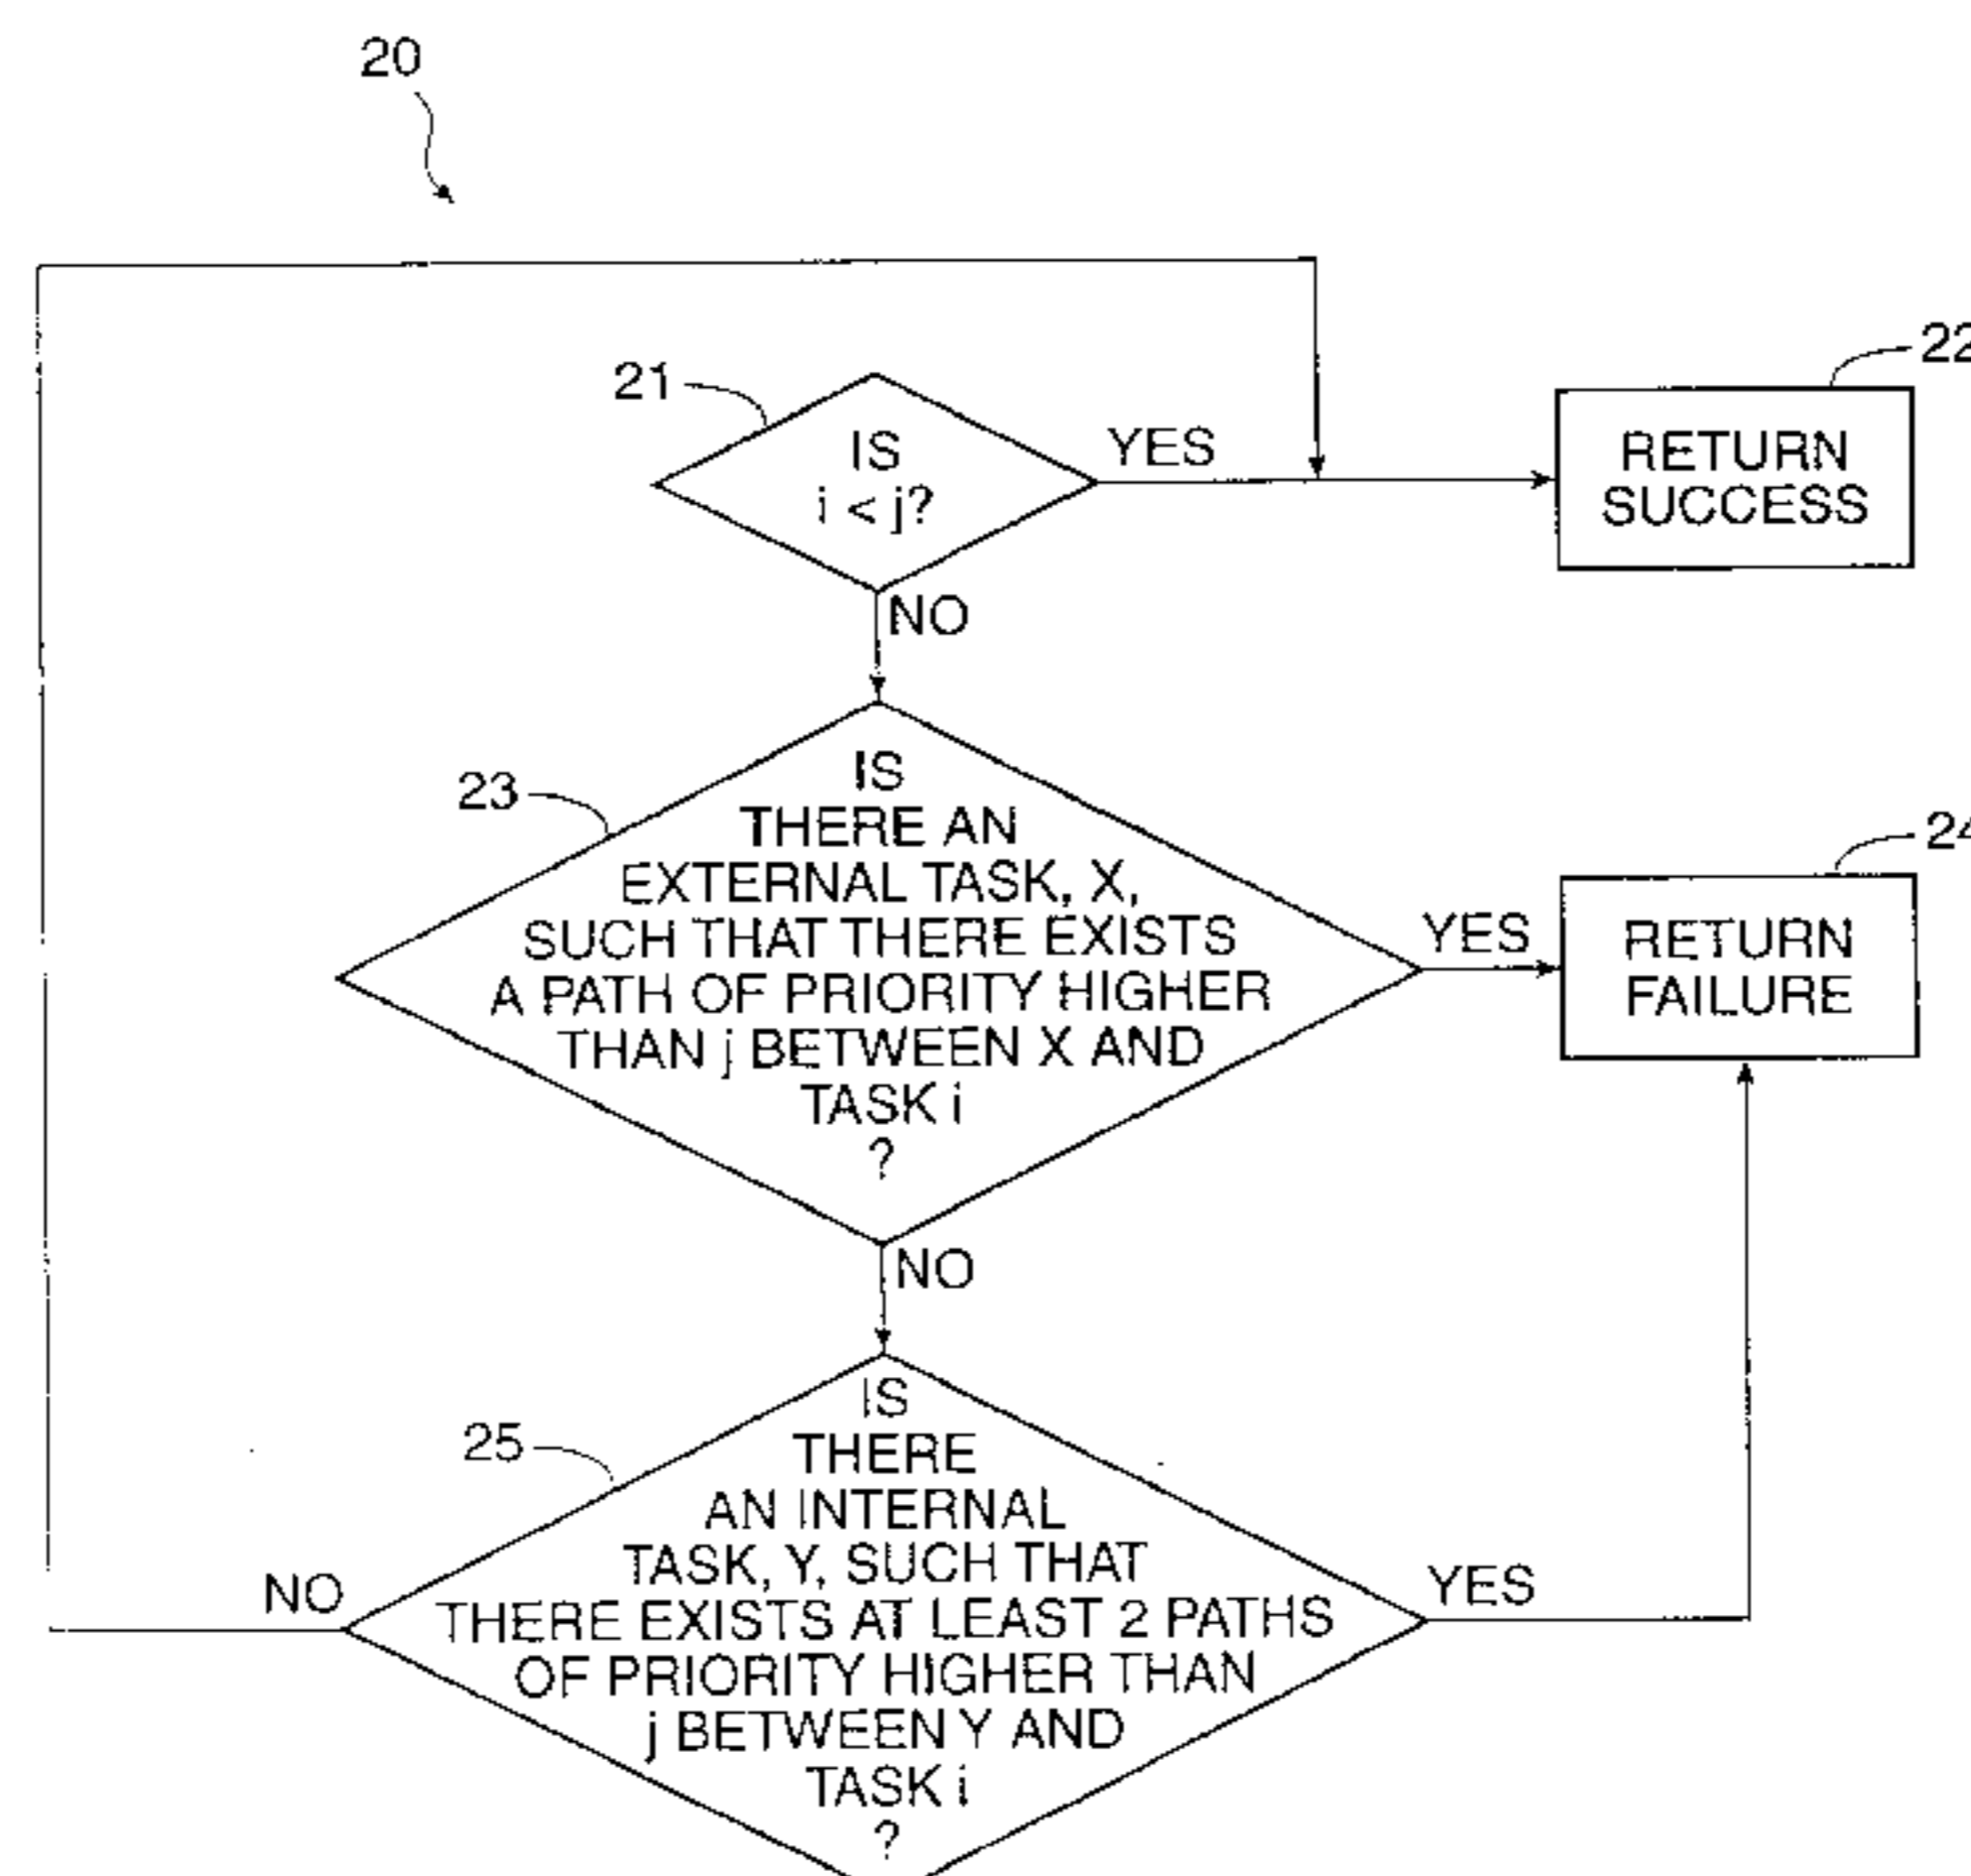 20
22
21
IS
i < j?
YES
RETURN
SUCCESS
NO
23
IS
THERE AN
EXTERNAL TASK, X,
SUCH THAT THERE EXISTS
A PATH OF PRIORITY HIGHER
THAN j BETWEEN X AND
TASK i
?
YES
24
RETURN
FAILURE
NO
25
IS
THERE
AN INTERNAL
TASK, Y, SUCH THAT
THERE EXISTS AT LEAST 2 PATHS
OF PRIORITY HIGHER THAN
j BETWEEN Y AND
TASK i
?
NO
YES